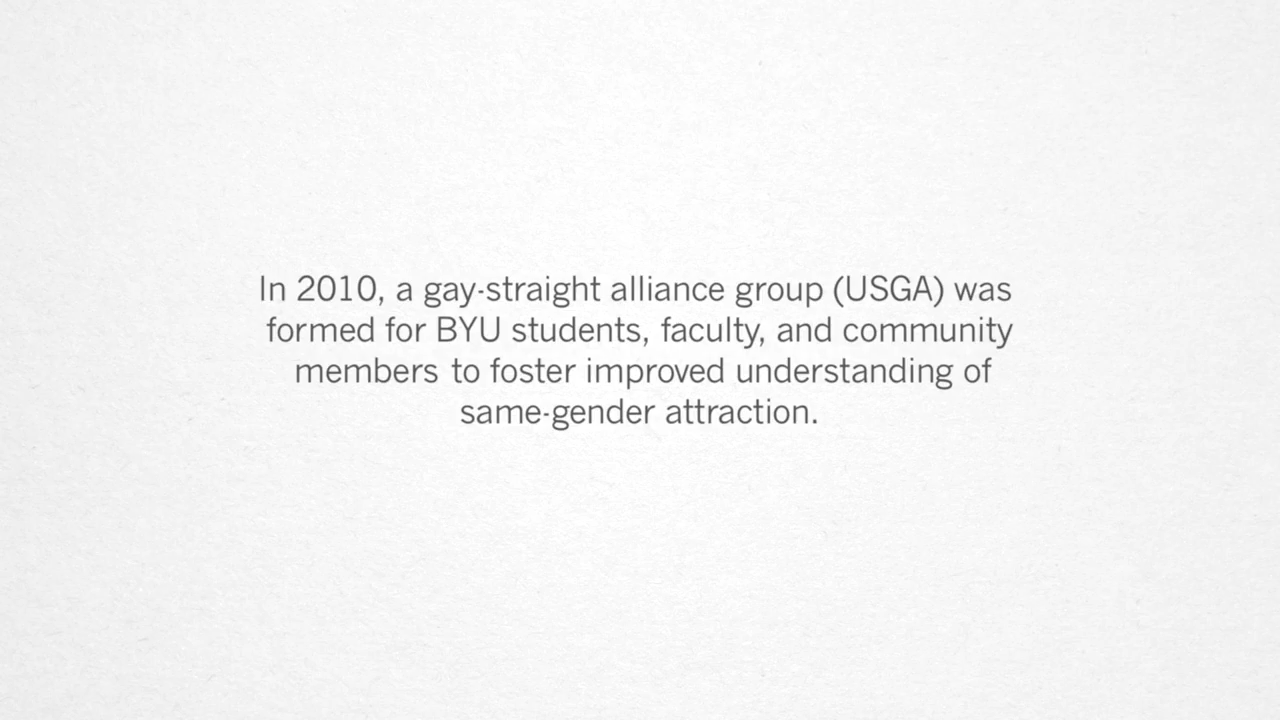 In 2010, a gay-straight alliance group (USGA) was
formed for BYU students, faculty, and community
members to foster improved understanding of
same-gender attraction.